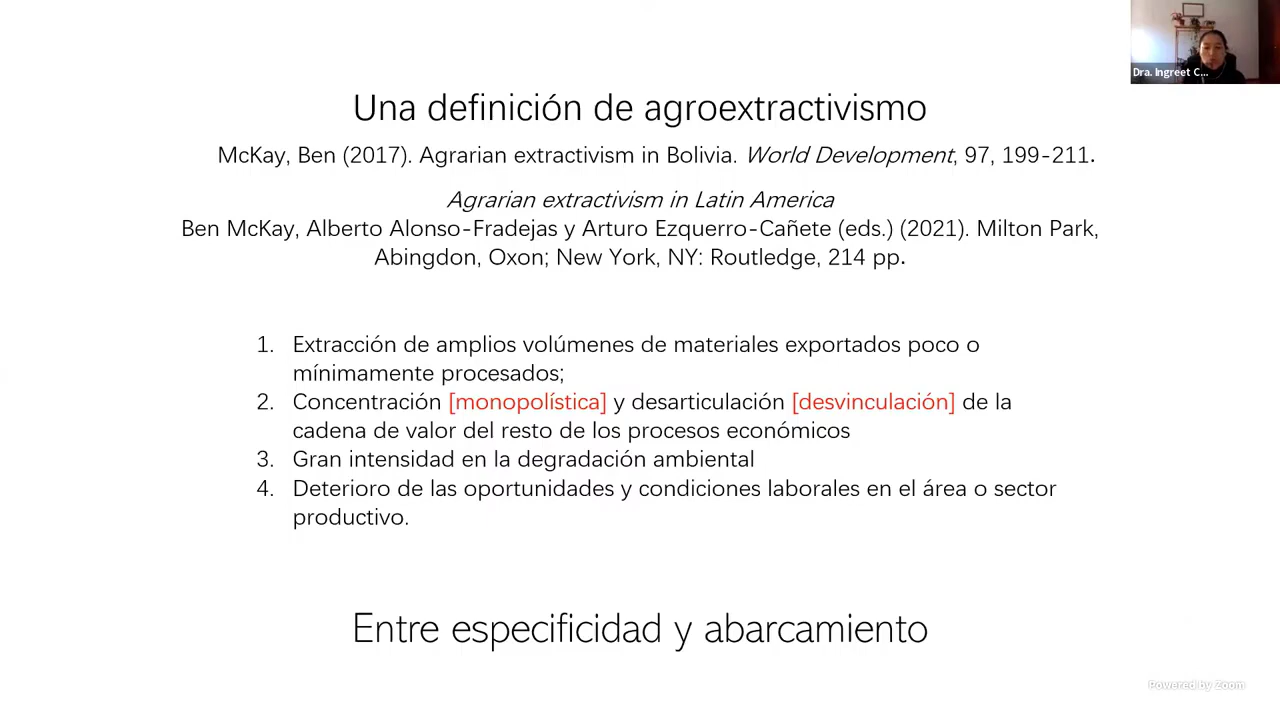 Dra. Ingreet C...
Una definición de agroextractivismo
McKay, Ben (2017). Agrarian extractivism in Bolivia. World Development, 97, 199-211.
Agrarian extractivism in Latin America
Ben McKay, Alberto Alonso-Fradejas y Arturo Ezquerro-Cañete (eds.) (2021). Milton Park,
Abingdon, Oxon; New York, NY: Routledge, 214 pp.
1. Extracción de amplios volúmenes de materiales exportados poco o
mínimamente procesados;
2. Concentración [monopolística] y desarticulación [desvinculación] de la
cadena de valor del resto de los procesos económicos
3. Gran intensidad en la degradación ambiental
4. Deterioro de las oportunidades y condiciones laborales en el área o sector
productivo.
Entre especificidad y abarcamiento
Powered by Zoom